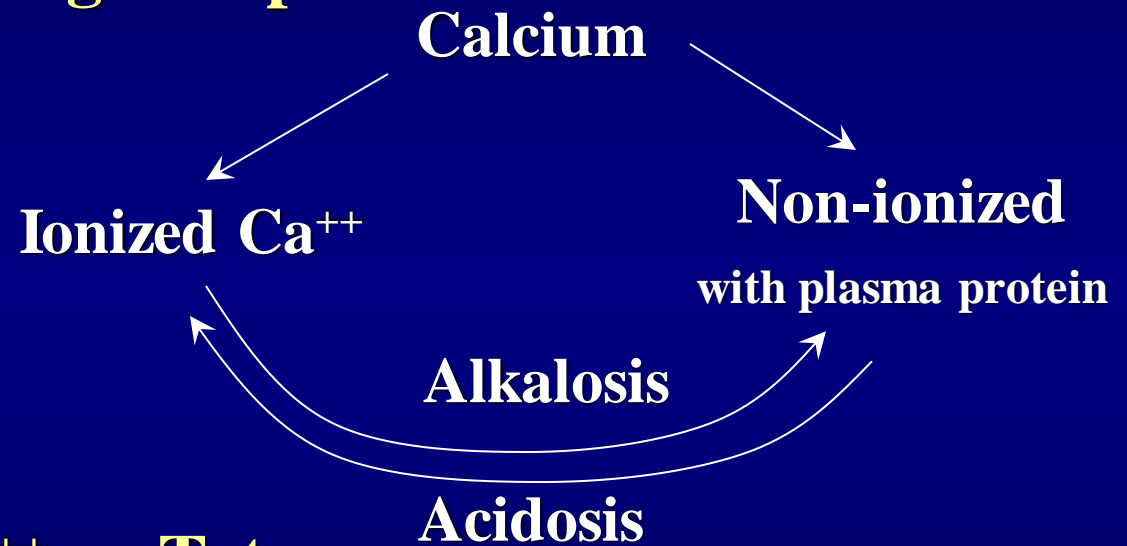 Calcium
Ionized Ca⁺⁺
Non-ionized
with plasma protein
Alkalosis
Acidosis